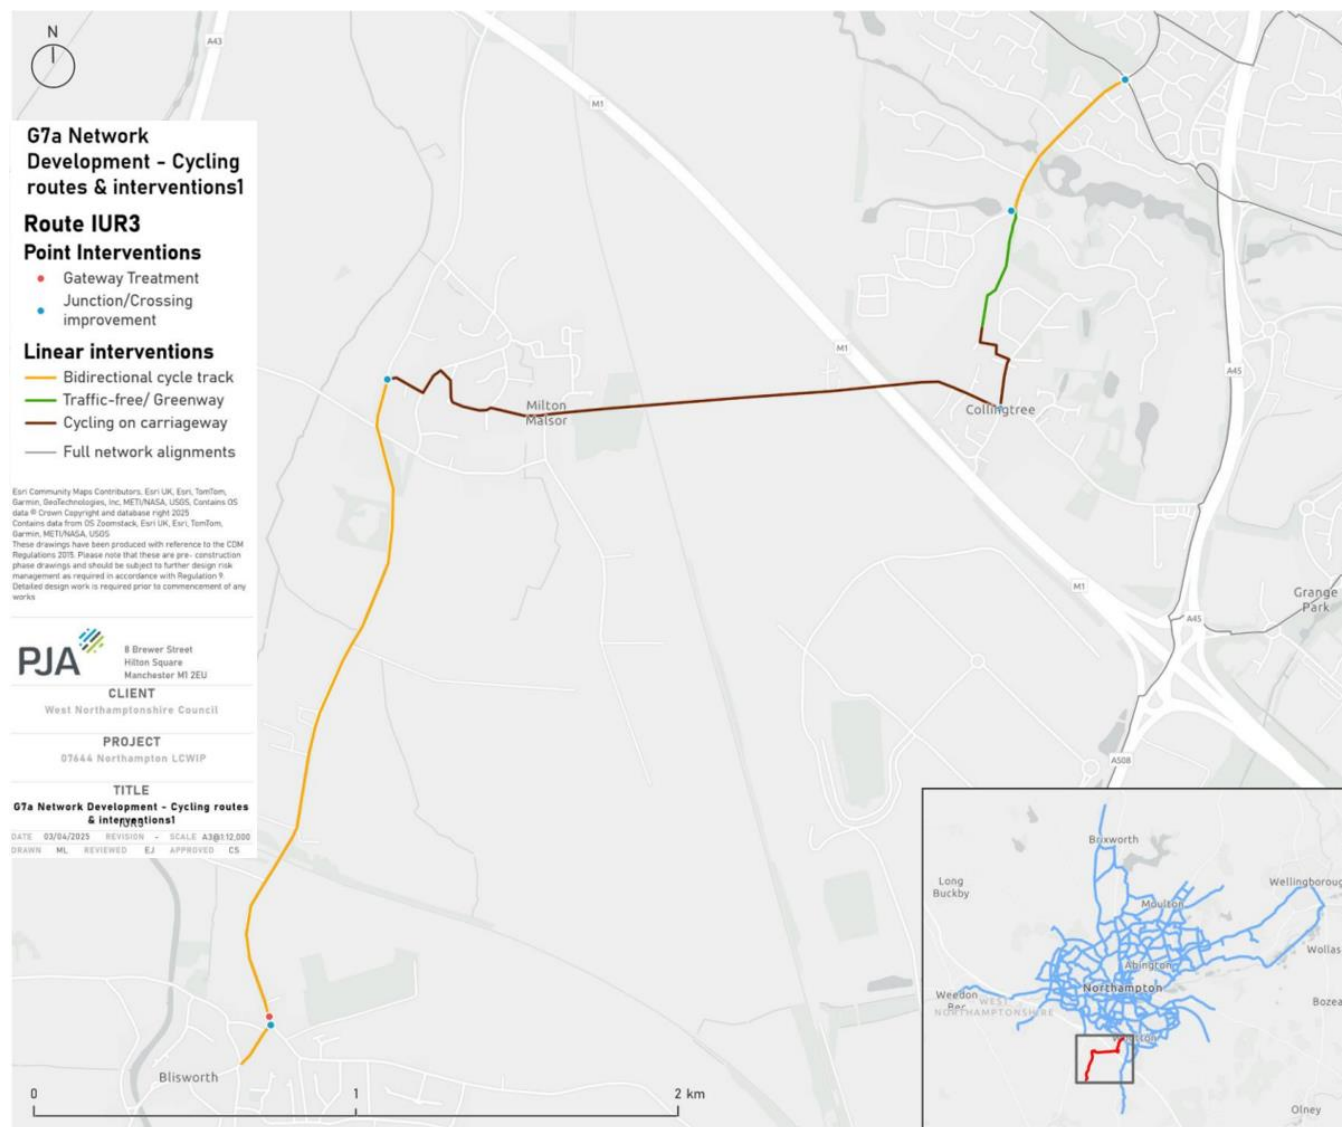 N
A43
M1
G7a Network
Development - Cycling
routes & interventions1
Route IUR3
Point Interventions
Gateway Treatment
Junction/Crossing
improvement
Linear interventions
Bidirectional cycle track
Traffic-free/ Greenway
Cycling on carriageway
Full network alignments
Esri Community Maps Contributors, Esri UK, Esri, TomTom,
Garmin, GeoTechnologies, Inc, METI/NASA, USGS, Contains OS
data © Crown Copyright and database right 2025
Contains data from OS Zoomstack, Esri UK, Esri, TomTom,
Garmin, METI/NASA, USGS
These drawings have been produced with reference to the CDM
Regulations 2015. Please note that these are pre- construction
phase drawings and should be subject to further design risk
management as required in accordance with Regulation 9.
Detailed design work is required prior to commencement of any
works
PJA
8 Brewer Street
Hilton Square
Manchester M1 2EU
CLIENT
West Northamptonshire Council
PROJECT
07644 Northampton LCWIP
TITLE
G7a Network Development - Cycling routes
& interventions1
IUR3
DATE 03/04/2025 REVISION - SCALE A3@1:12,000
DRAWN ML REVIEWED EJ APPROVED CS
M1
A45
Milton
Malsor
Collingtree
M1
Grange
Park
A45
A508
Blisworth
0 1 2 km
Brixworth
Long
Buckby
Wellingboroug
Moulton
Wollas
Abington
Northampton
Weedon
Bec
WEST
NORTHAMPTONSHIRE
Bozea
Wootton
Olney